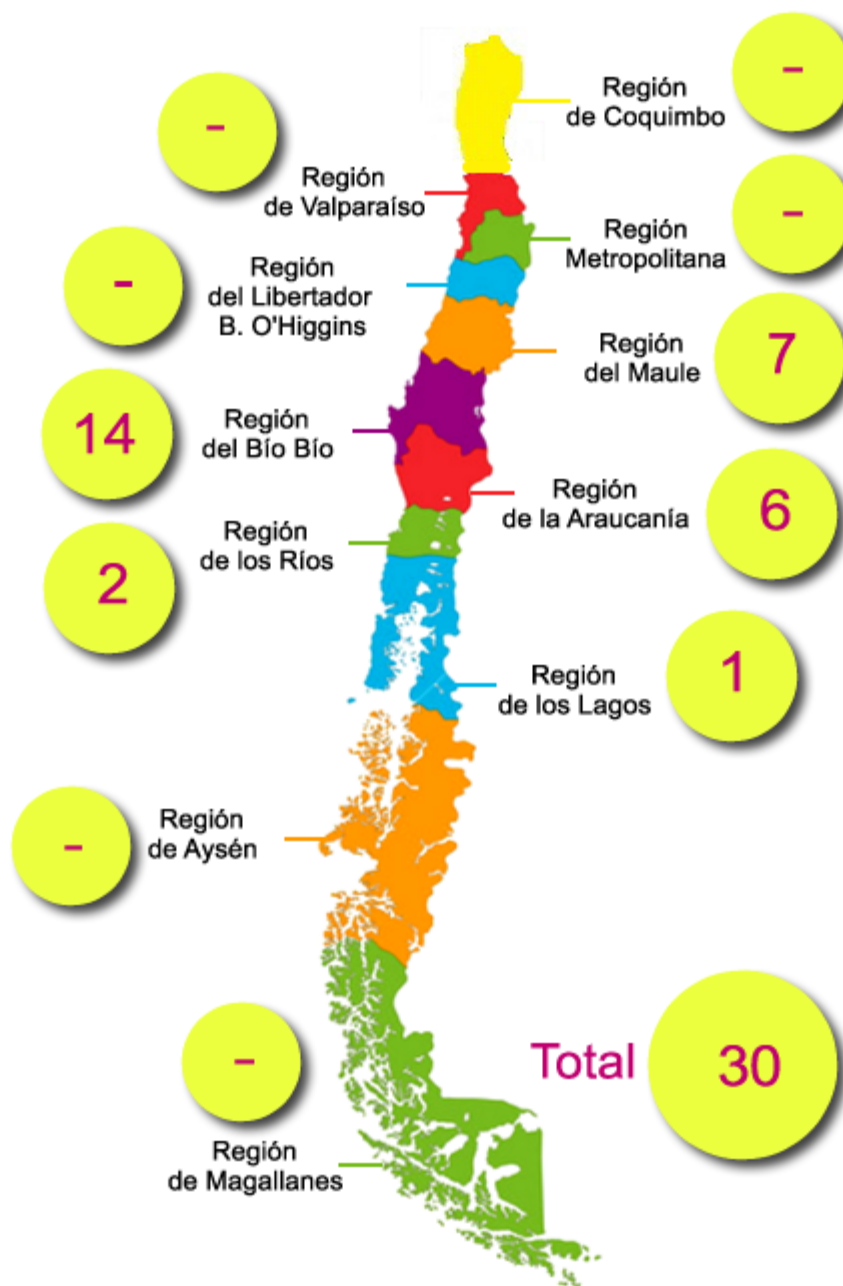 -
Región
de Coquimbo
-
Región
de Valparaíso
-
Región
Metropolitana
-
Región
del Libertador
B. O'Higgins
7
Región
del Maule
14
Región
del Bío Bío
6
Región
de la Araucanía
2
Región
de los Ríos
1
Región
de los Lagos
-
Región
de Aysén
-
Región
de Magallanes
Total 30